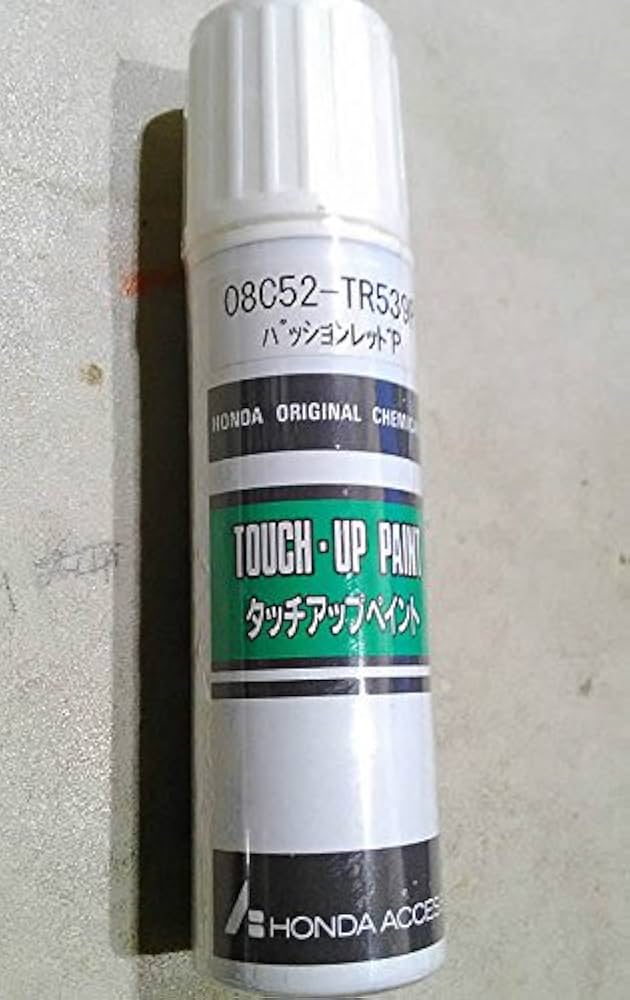 08C52-TR539
パッションレッドP
HONDA ORIGINAL CHEMIC
TOUCH·UP PAINT
タッチアップペイント
HONDA ACCES